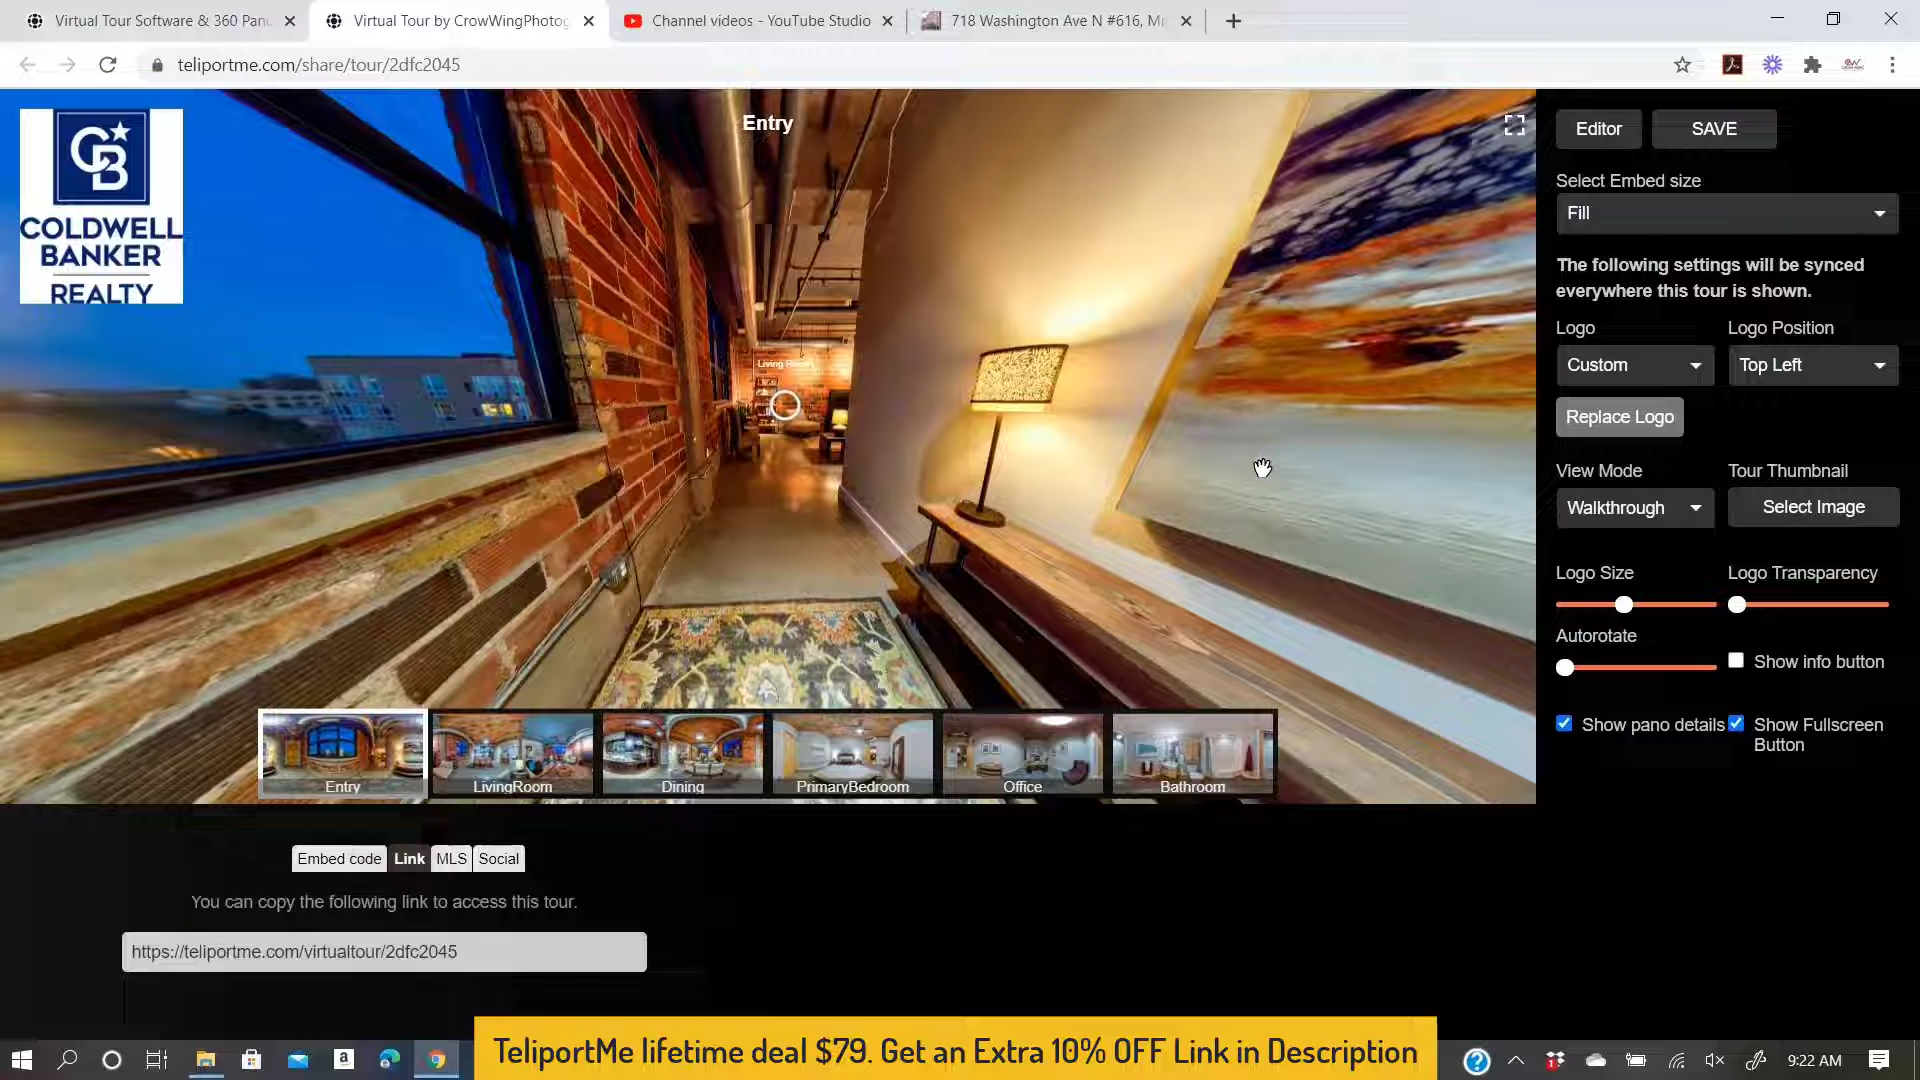 Virtual Tour Software & 360 Pan
Virtual Tour by CrowWingPhotog
Channel videos - YouTube Studio
718 Washington Ave N #616, Mi
teliportme.com/share/tour/2dfc2045
CB
COLDWELL
BANKER
REALTY
Entry
Living Room
Entry
LivingRoom
Dining
PrimaryBedroom
Office
Bathroom
Editor
SAVE
Select Embed size
Fill
The following settings will be synced
everywhere this tour is shown.
Logo
Logo Position
Custom
Top Left
Replace Logo
View Mode
Tour Thumbnail
Walkthrough
Select Image
Logo Size
Logo Transparency
Autorotate
Show info button
Show pano details
Show Fullscreen
Button
Embed code
Link
MLS
Social
You can copy the following link to access this tour.
https://teliportme.com/virtualtour/2dfc2045
TeliportMe lifetime deal $79. Get an Extra 10% OFF Link in Description
9:22 AM